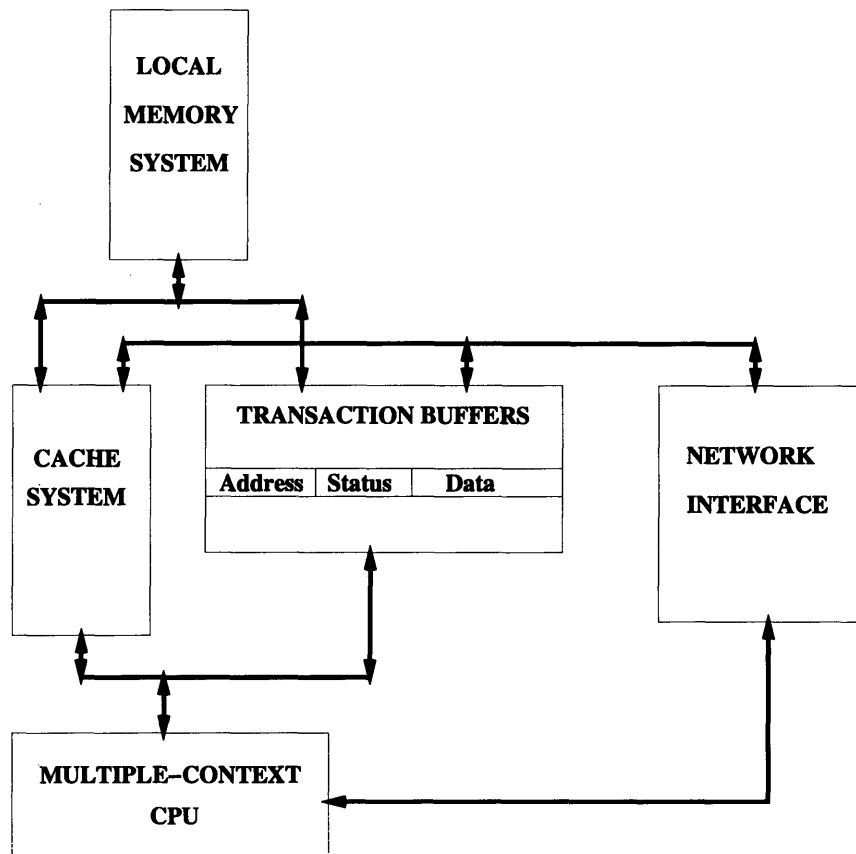 LOCAL
MEMORY
SYSTEM
TRANSACTION BUFFERS
Address Status Data
CACHE
SYSTEM
NETWORK
INTERFACE
MULTIPLE-CONTEXT
CPU